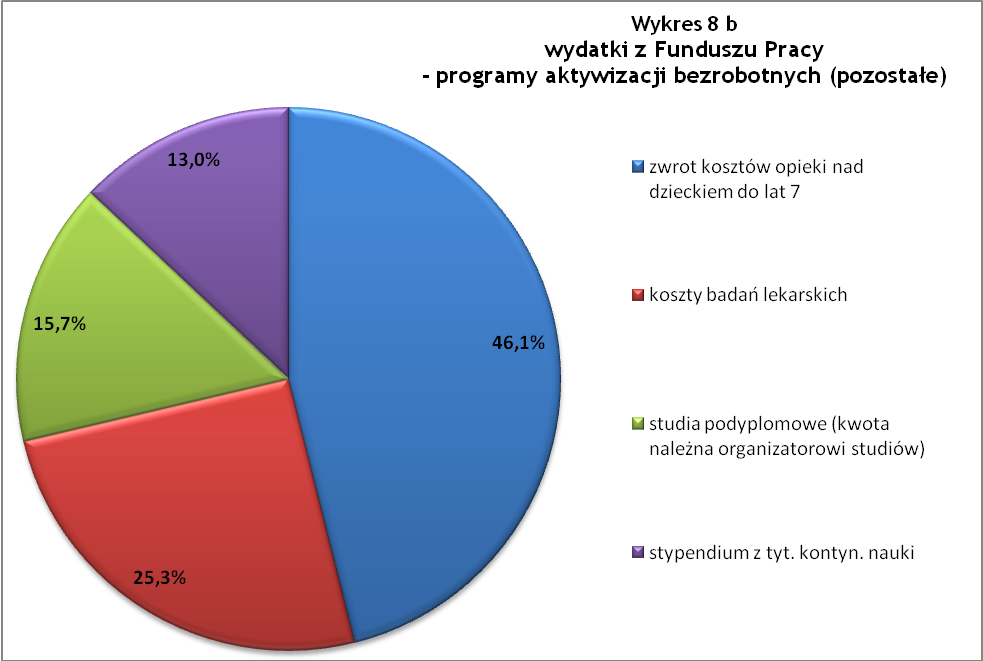 Wykres 8 b
wydatki z Funduszu Pracy
- programy aktywizacji bezrobotnych (pozostałe)
13,0%
15,7%
46,1%
25,3%
zwrot kosztów opieki nad
dzieckiem do lat 7
koszty badań lekarskich
studia podyplomowe (kwota
należna organizatorowi studiów)
stypendium z tyt. kontyn. nauki